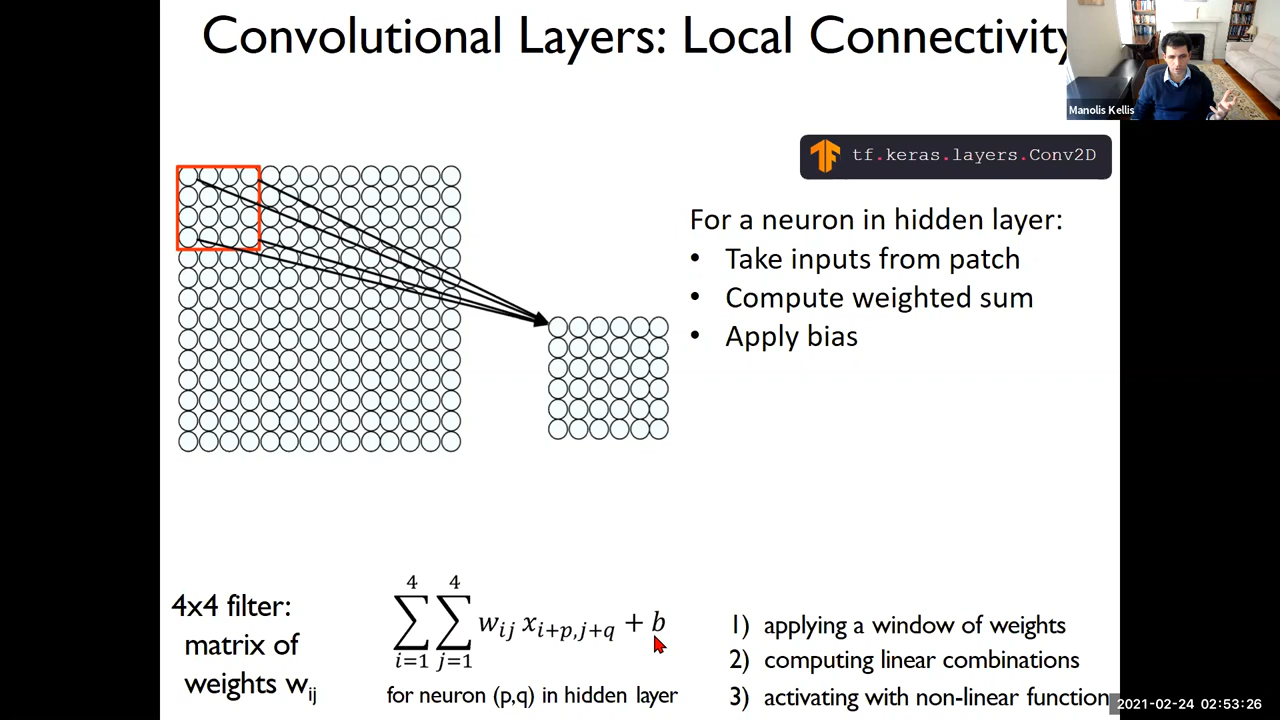 Convolutional Layers: Local Connectivity
Manolis Kellis
tf.keras.layers.Conv2D
For a neuron in hidden layer:
• Take inputs from patch
• Compute weighted sum
• Apply bias
4x4 filter:
matrix of
weights w_ij
4 4
∑ ∑ w_ij x_{i+p,j+q} + b
i=1 j=1
for neuron (p,q) in hidden layer
1) applying a window of weights
2) computing linear combinations
3) activating with non-linear function
2021-02-24 02:53:26